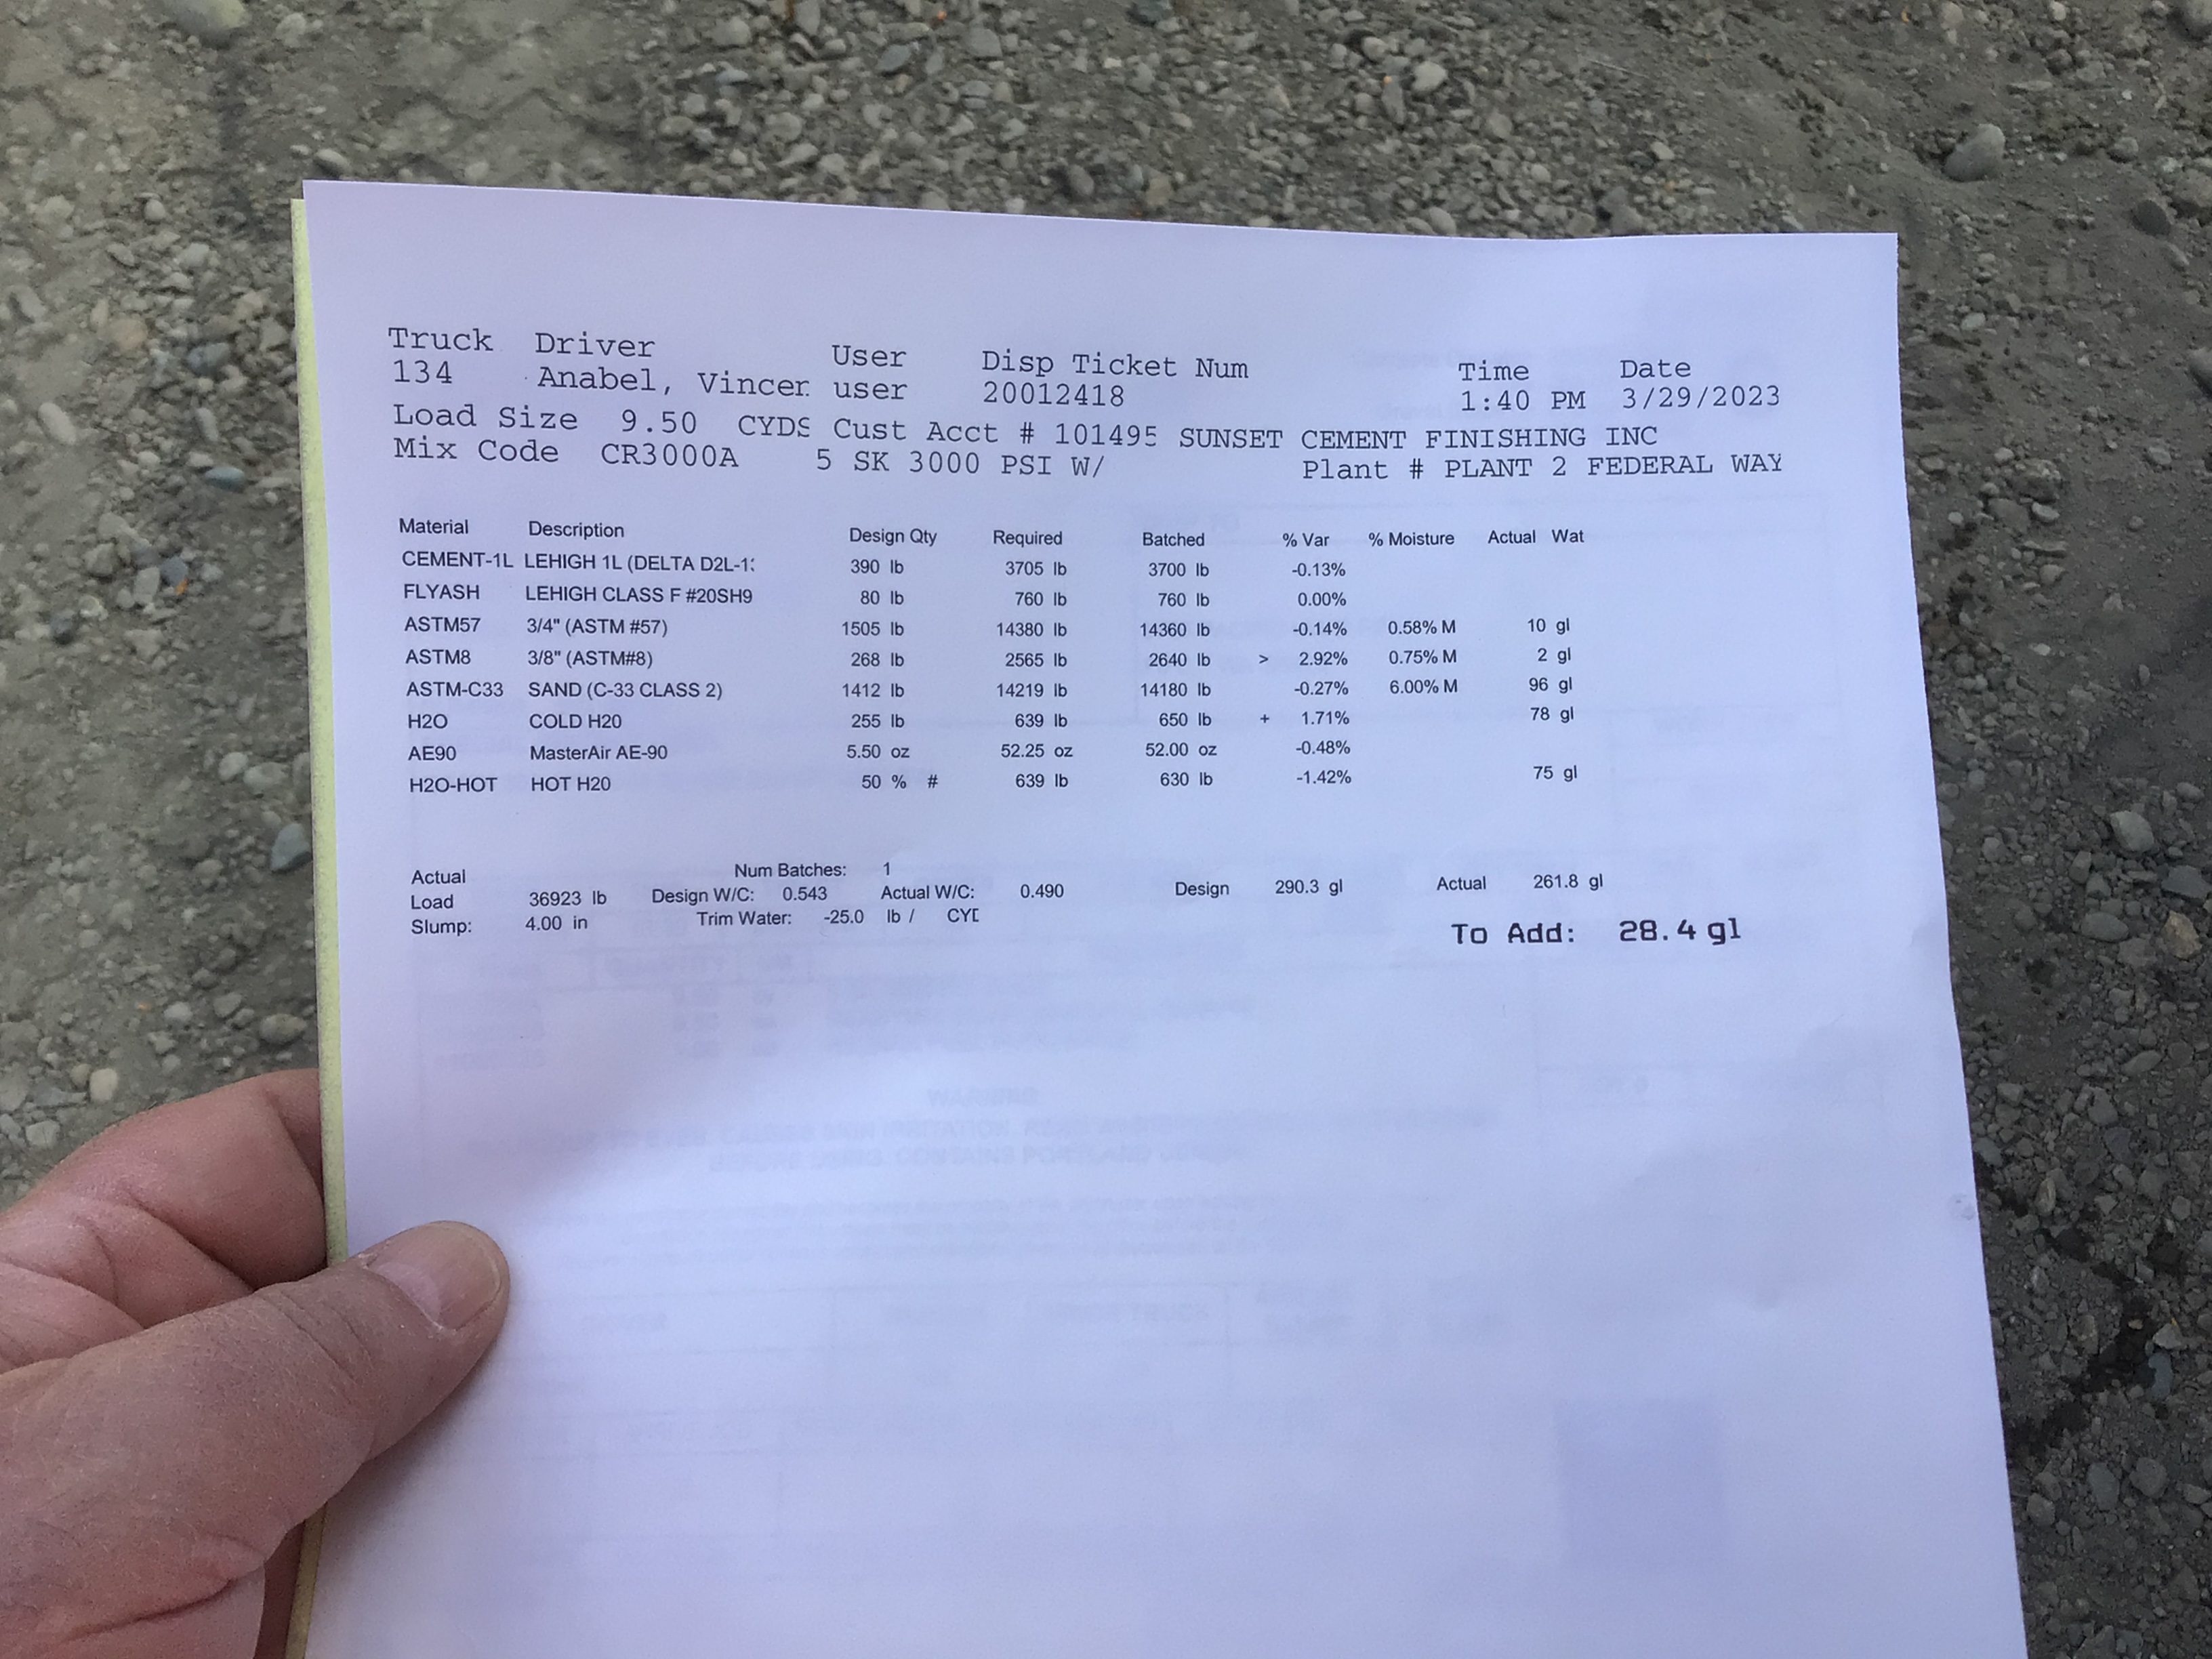 Truck Driver User Disp Ticket Num Time Date
134 Anabel, Vincer user 20012418 1:40 PM 3/29/2023
Load Size 9.50 CYDS Cust Acct # 101495 SUNSET CEMENT FINISHING INC
Mix Code CR3000A 5 SK 3000 PSI W/ Plant # PLANT 2 FEDERAL WAY
Material Description Design Qty Required Batched % Var % Moisture Actual Wat
CEMENT-1L LEHIGH 1L (DELTA D2L-1: 390 lb 3705 lb 3700 lb -0.13%
FLYASH LEHIGH CLASS F #20SH9 80 lb 760 lb 760 lb 0.00%
ASTM57 3/4" (ASTM #57) 1505 lb 14380 lb 14360 lb -0.14% 0.58% M 10 gl
ASTM8 3/8" (ASTM#8) 268 lb 2565 lb 2640 lb > 2.92% 0.75% M 2 gl
ASTM-C33 SAND (C-33 CLASS 2) 1412 lb 14219 lb 14180 lb -0.27% 6.00% M 96 gl
H2O COLD H20 255 lb 639 lb 650 lb + 1.71% 78 gl
AE90 MasterAir AE-90 5.50 oz 52.25 oz 52.00 oz -0.48%
H2O-HOT HOT H20 50 % # 639 lb 630 lb -1.42% 75 gl
Actual Num Batches: 1
Load 36923 lb Design W/C: 0.543 Actual W/C: 0.490 Design 290.3 gl Actual 261.8 gl
Slump: 4.00 in Trim Water: -25.0 lb / CYD To Add: 28.4 gl
WARNING
BEFORE USING. CONTAINS PORTLAND CEMENT